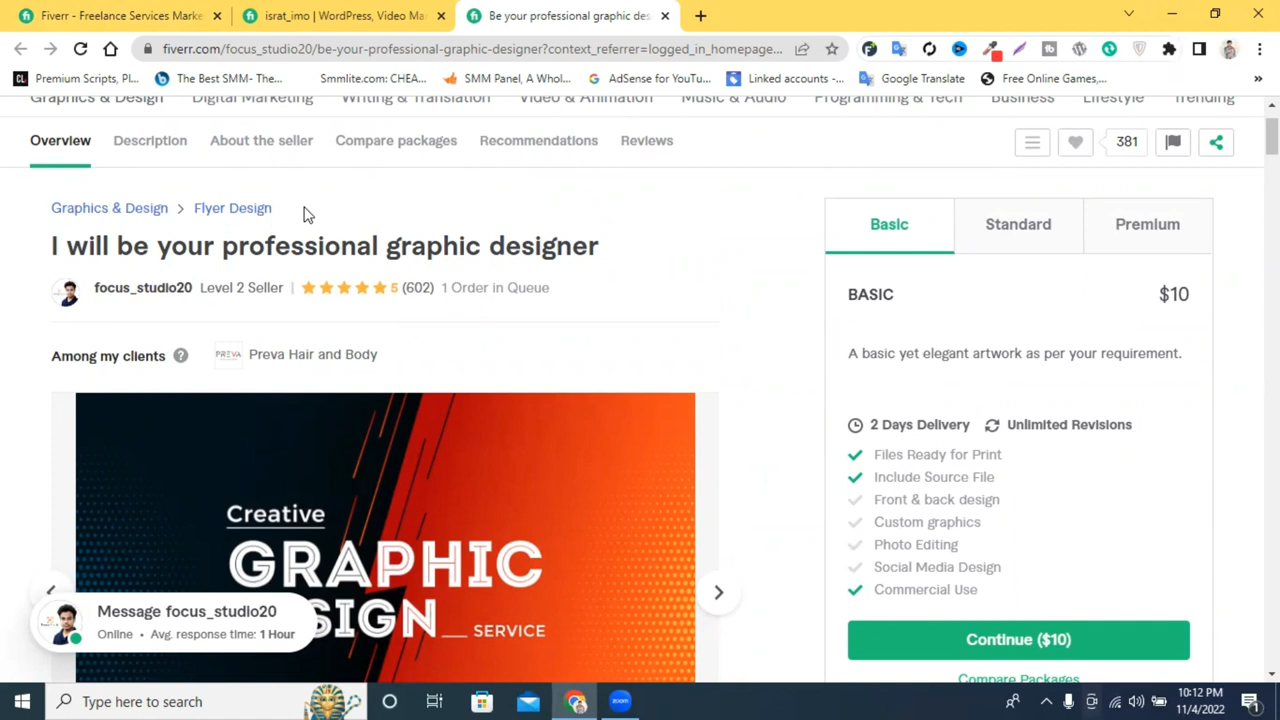 Fiverr - Freelance Services Marke
israt_imo | WordPress, Video Mar
Be your professional graphic des
fiverr.com/focus_studio20/be-your-professional-graphic-designer?context_referrer=logged_in_homepage...
Premium Scripts, Pl...
The Best SMM- The...
Smmlite.com: CHEA...
SMM Panel, A Whol...
AdSense for YouTu...
Linked accounts -...
Google Translate
Free Online Games,...
Graphics & Design
Digital Marketing
Writing & Translation
Video & Animation
Music & Audio
Programming & Tech
Business
Lifestyle
Trending
Overview
Description
About the seller
Compare packages
Recommendations
Reviews
381
Graphics & Design > Flyer Design
I will be your professional graphic designer
focus_studio20 Level 2 Seller | 5 (602) 1 Order in Queue
Among my clients ? PREVA Preva Hair and Body
Creative
GRAPHIC
SIGN
SERVICE
Message focus_studio20
Online • Avg. response time: 1 Hour
Basic
Standard
Premium
BASIC $10
A basic yet elegant artwork as per your requirement.
2 Days Delivery Unlimited Revisions
Files Ready for Print
Include Source File
Front & back design
Custom graphics
Photo Editing
Social Media Design
Commercial Use
Continue ($10)
Compare Packages
Type here to search
zoom
10:12 PM
11/4/2022
1